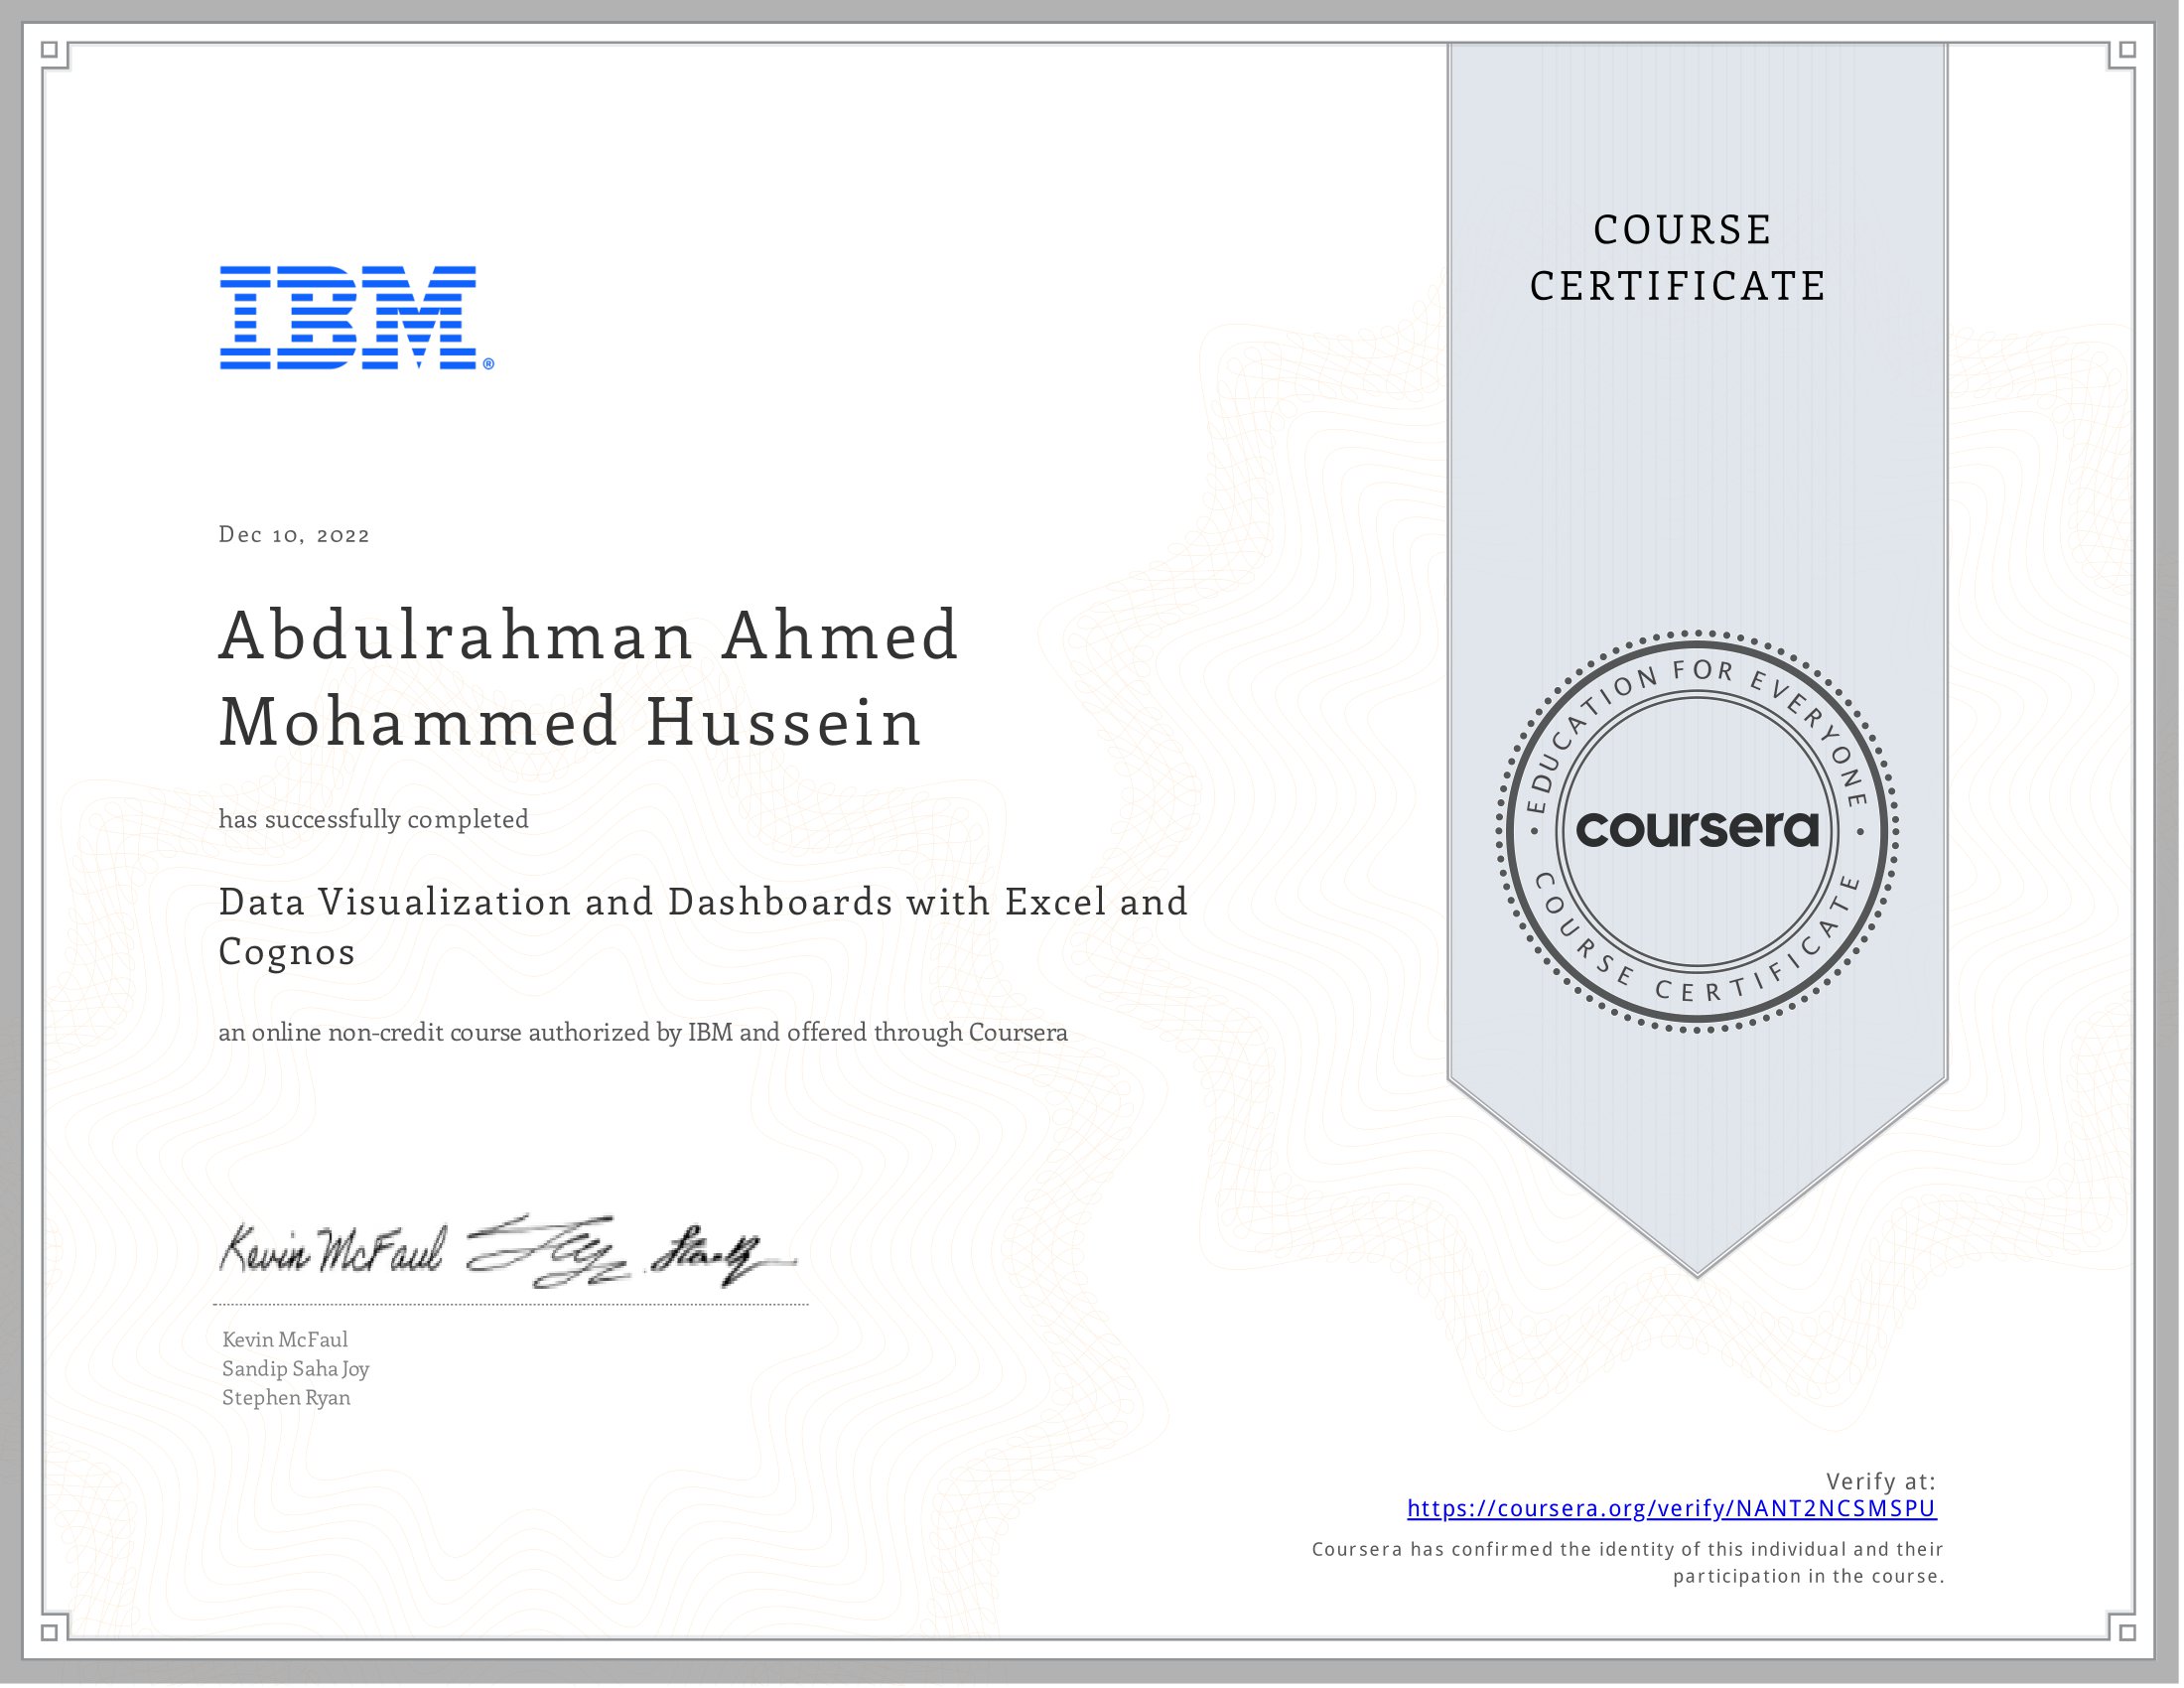 COURSE
CERTIFICATE
IBM®
Dec 10, 2022
Abdulrahman Ahmed
Mohammed Hussein
has successfully completed
Data Visualization and Dashboards with Excel and
Cognos
an online non-credit course authorized by IBM and offered through Coursera
EDUCATION FOR EVERYONE
coursera
COURSE CERTIFICATE
Kevin McFaul
Kevin McFaul
Sandip Saha Joy
Stephen Ryan
Verify at:
https://coursera.org/verify/NANT2NCSMSPU
Coursera has confirmed the identity of this individual and their
participation in the course.